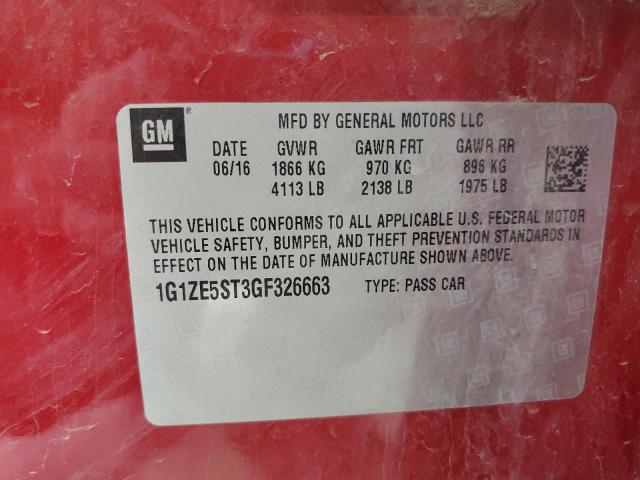 GM ®
MFD BY GENERAL MOTORS LLC
DATE GVWR GAWR FRT GAWR RR
06/16 1866 KG 970 KG 896 KG
4113 LB 2138 LB 1975 LB
THIS VEHICLE CONFORMS TO ALL APPLICABLE U.S. FEDERAL MOTOR
VEHICLE SAFETY, BUMPER, AND THEFT PREVENTION STANDARDS IN
EFFECT ON THE DATE OF MANUFACTURE SHOWN ABOVE.
1G1ZE5ST3GF326663 TYPE: PASS CAR